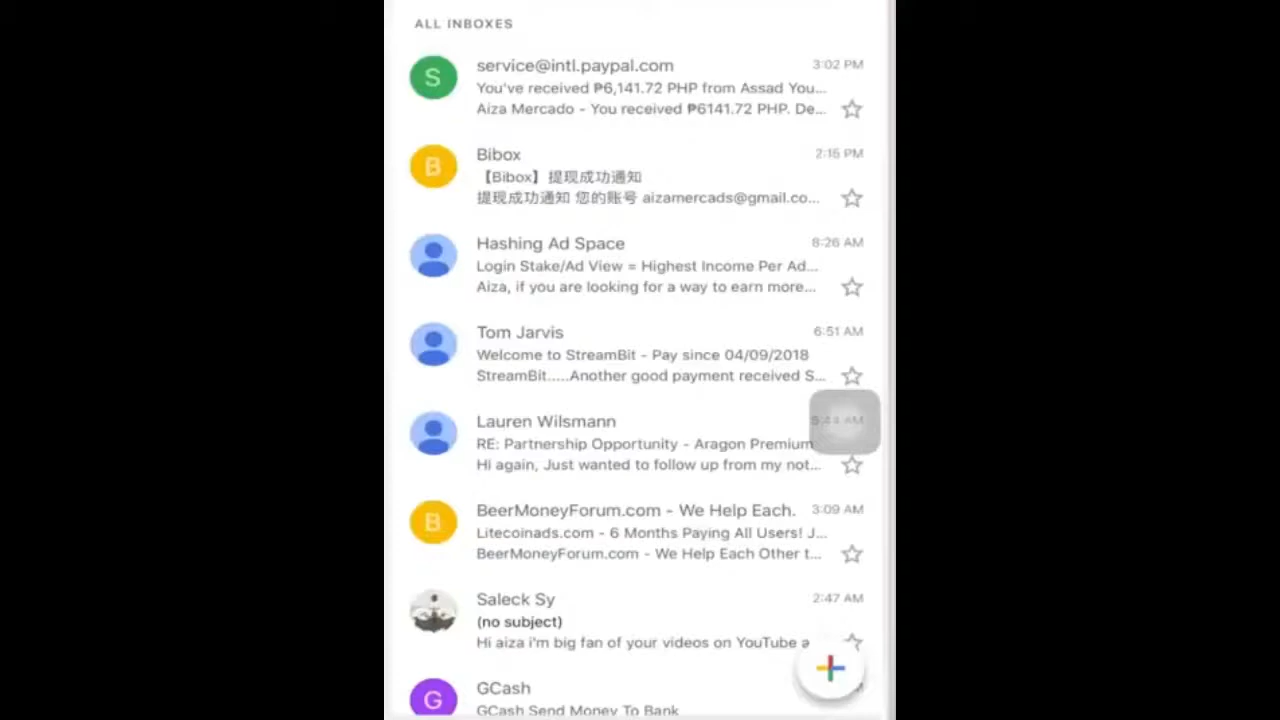 ALL INBOXES
S
service@intl.paypal.com 3:02 PM
You've received ₱6,141.72 PHP from Assad You...
Aiza Mercado - You received ₱6141.72 PHP. De...
B
Bibox 2:15 PM
【Bibox】提现成功通知
提现成功通知 您的账号 aizamercads@gmail.co...
Hashing Ad Space 8:26 AM
Login Stake/Ad View = Highest Income Per Ad...
Aiza, if you are looking for a way to earn more...
Tom Jarvis 6:51 AM
Welcome to StreamBit - Pay since 04/09/2018
StreamBit.....Another good payment received S...
Lauren Wilsmann
RE: Partnership Opportunity - Aragon Premium
Hi again, Just wanted to follow up from my not...
B
BeerMoneyForum.com - We Help Each. 3:09 AM
Litecoinads.com - 6 Months Paying All Users! J...
BeerMoneyForum.com - We Help Each Other t...
Saleck Sy 2:47 AM
(no subject)
Hi aiza i'm big fan of your videos on YouTube a
G
GCash
GCash Send Money To Bank